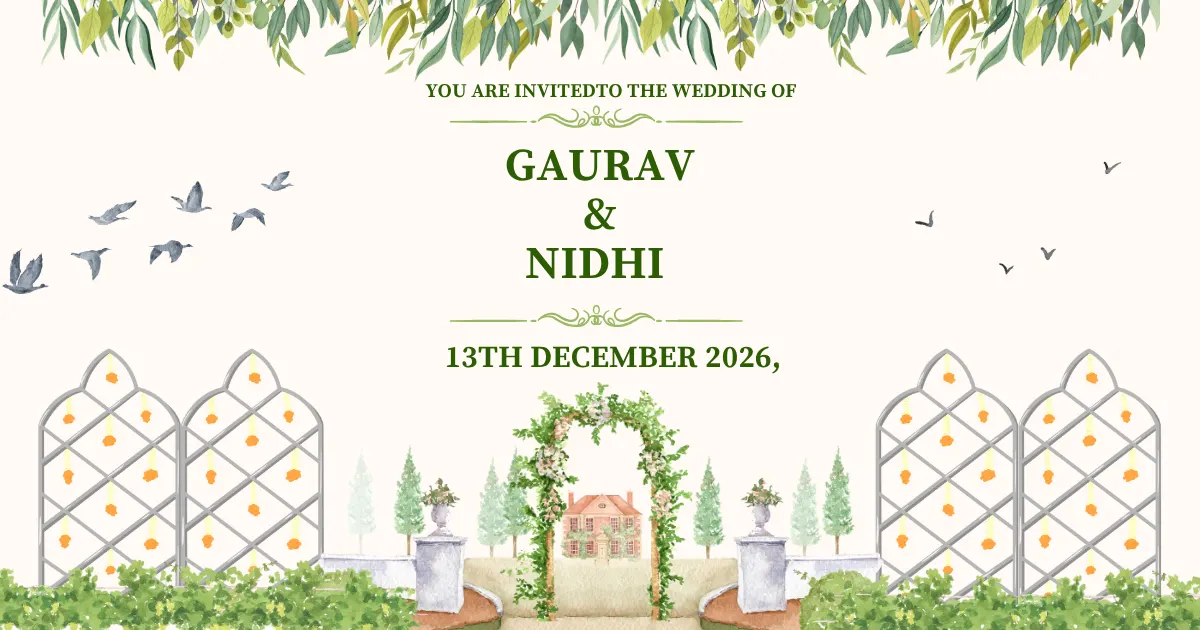 YOU ARE INVITEDTO THE WEDDING OF
GAURAV
&
NIDHI
13TH DECEMBER 2026,